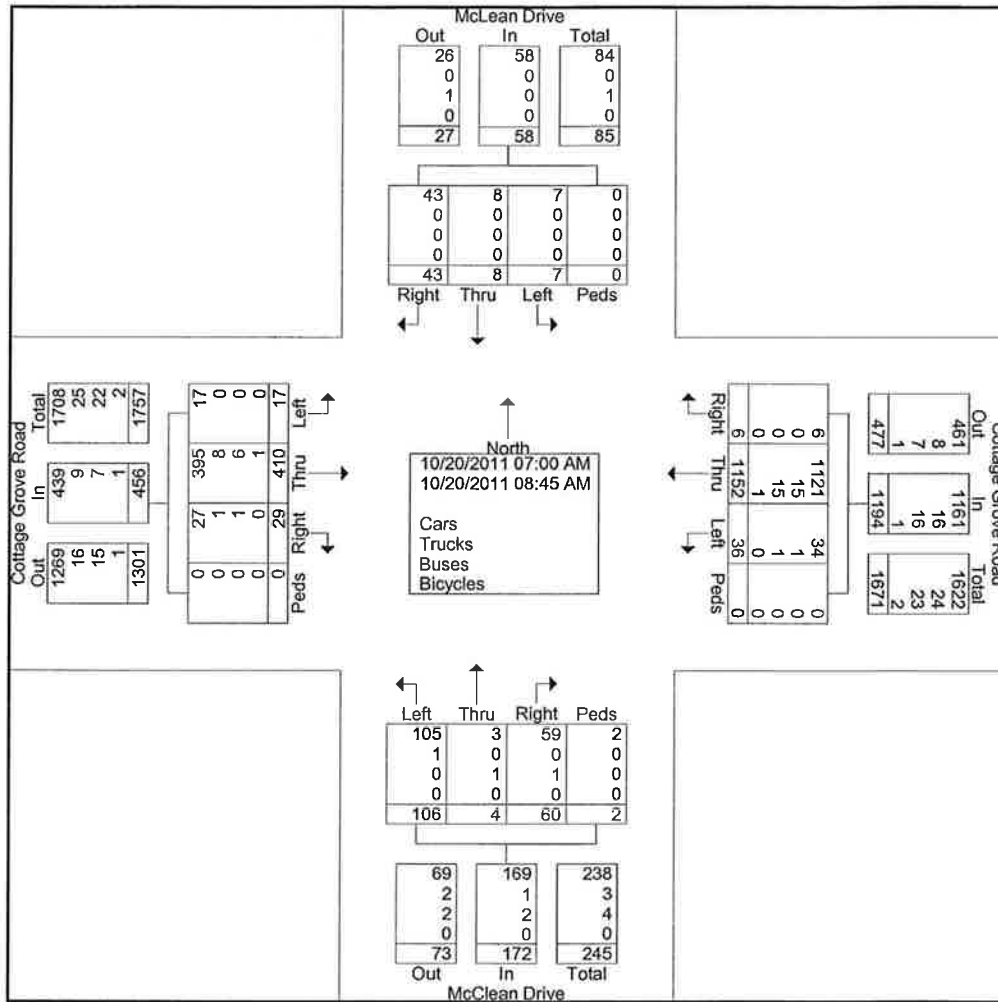 McLean Drive
Out In Total
26 58 84
0 0 0
1 0 1
0 0 0
27 58 85
43 8 7 0
0 0 0 0
0 0 0 0
0 0 0 0
43 8 7 0
Right Thru Left Peds
Cottage Grove Road
Total In Out
1708 439 1269
25 9 16
22 7 15
2 1 1
1757 456 1301
17 395 27 0
0 8 1 0
0 6 1 0
0 1 0 0
17 410 29 0
Left Thru Right Peds
North
10/20/2011 07:00 AM
10/20/2011 08:45 AM
Cars
Trucks
Buses
Bicycles
Right Thru Left Peds
6 1121 34 0
0 15 1 0
0 15 1 0
0 1 0 0
6 1152 36 0
Cottage Grove Road
Out In Total
461 1161 1622
8 16 24
7 16 23
1 1 2
477 1194 1671
Left Thru Right Peds
105 3 59 2
1 0 0 0
0 1 1 0
0 0 0 0
106 4 60 2
69 169 238
2 1 3
2 2 4
0 0 0
73 172 245
Out In Total
McClean Drive